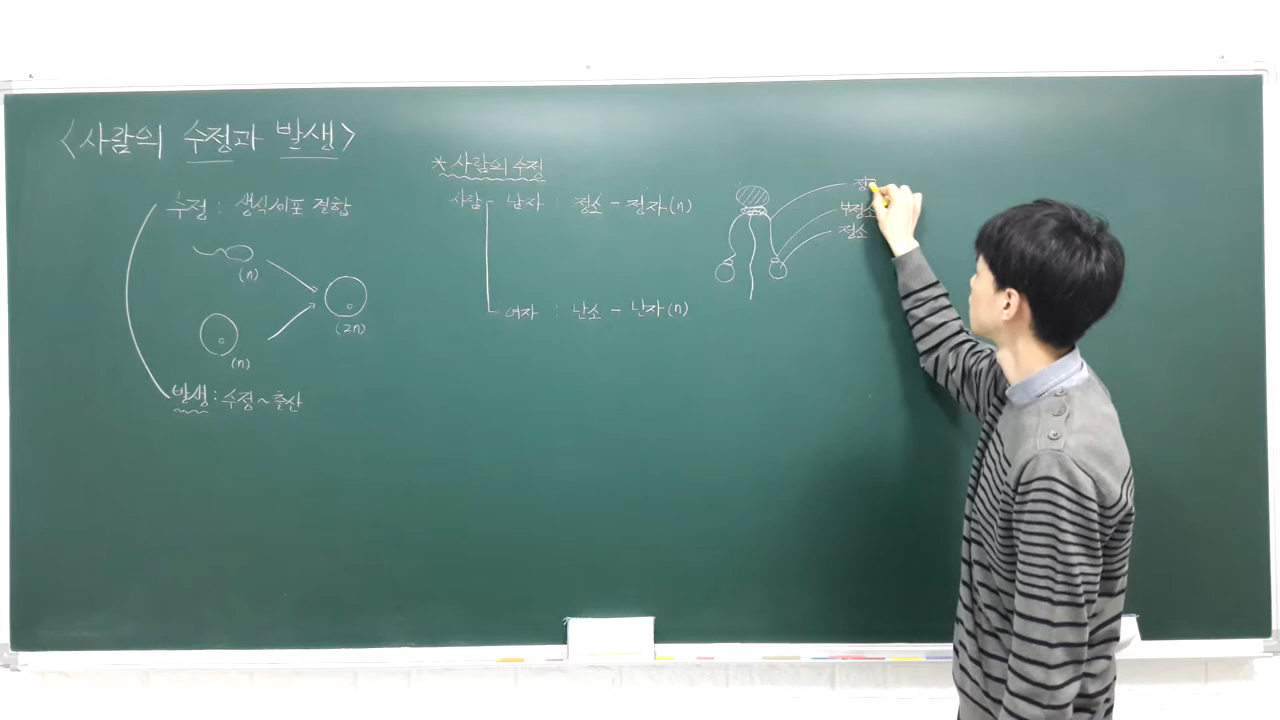 <사람의 수정과 발생>
수정 : 생식세포 결합
(n)
(n)
(2n)
발생 : 수정~출산
*사람의 수정
사람 - 남자 : 정소 - 정자(n)
여자 : 난소 - 난자(n)
부정소
정소